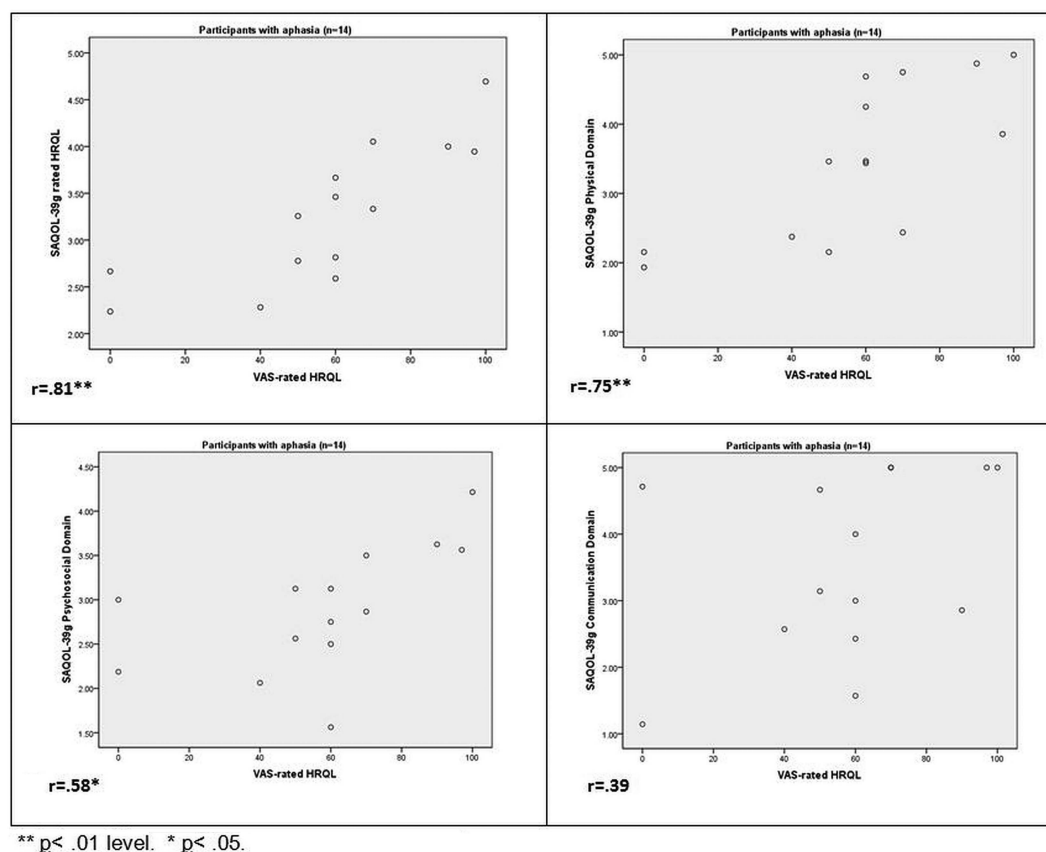 Participants with aphasia (n=14)
5.00
4.50
4.00
3.50
3.00
2.50
2.00
SAQOL-39g rated HRQL
0 20 40 60 80 100
VAS-rated HRQL
r=.81**
Participants with aphasia (n=14)
5.00
4.00
3.00
2.00
1.00
SAQOL-39g Physical Domain
0 20 40 60 80 100
VAS-rated HRQL
r=.75**
Participants with aphasia (n=14)
4.50
4.00
3.50
3.00
2.50
2.00
1.50
SAQOL-39g Psychosocial Domain
0 20 40 60 80 100
VAS-rated HRQL
r=.58*
Participants with aphasia (n=14)
5.00
4.00
3.00
2.00
1.00
SAQOL-39g Communication Domain
0 20 40 60 80 100
VAS-rated HRQL
r=.39
** p< .01 level. * p< .05.